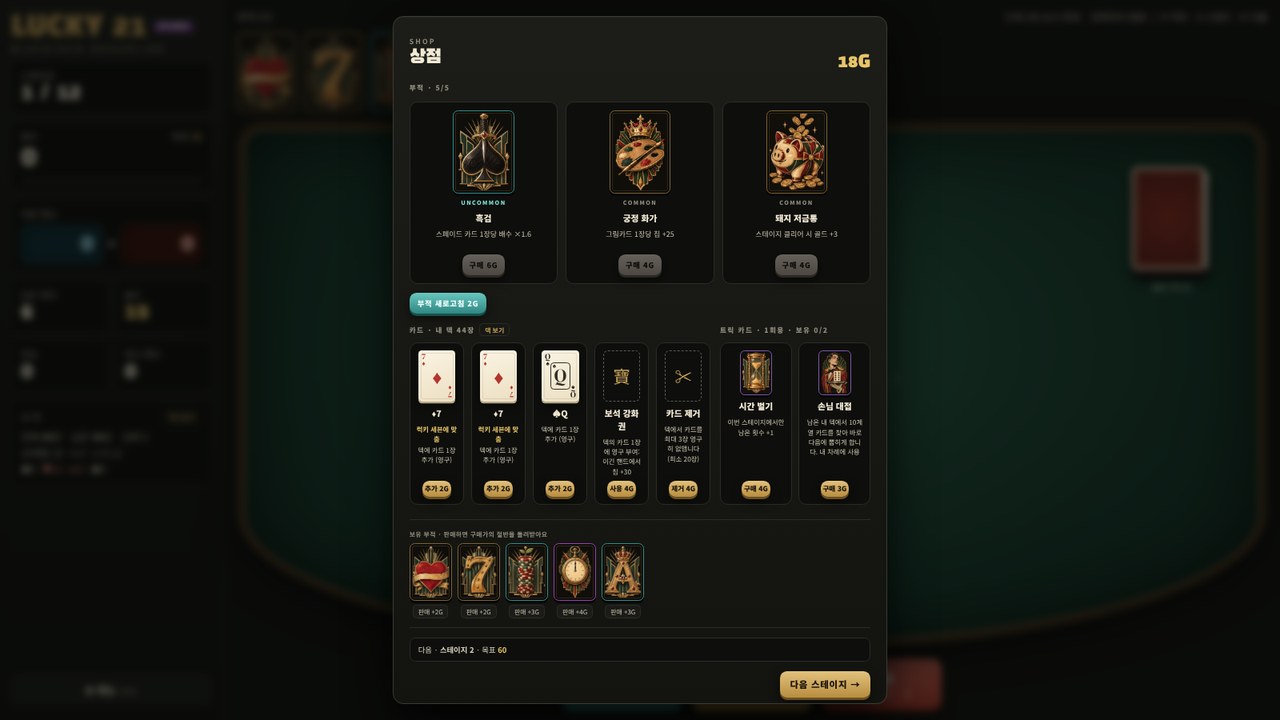 LUCKY 21
1 / 12
0
SHOP
상점
18G
부적 · 5/5
UNCOMMON
흑검
스페이드 카드 1장당 배수 ×1.6
구매 6G
COMMON
궁정 화가
그림카드 1장당 칩 +25
구매 4G
COMMON
돼지 저금통
스테이지 클리어 시 골드 +3
구매 4G
부적 새로고침 2G
카드 · 내 덱 44장
덱 보기
7
7
♦7
럭키 세븐에 맞
춤
덱에 카드 1장
추가 (영구)
추가 2G
7
7
♦7
럭키 세븐에 맞
춤
덱에 카드 1장
추가 (영구)
추가 2G
Q
Q
Q
♠Q
덱에 카드 1장
추가 (영구)
추가 2G
寶
보석 강화
권
덱의 카드 1장
에 영구 부여:
이긴 핸드에서
칩 +30
사용 4G
카드 제거
덱에서 카드를
최대 3장 영구
히 없앱니다
(최소 20장)
제거 4G
트릭 카드 · 1회용 · 보유 0/2
시간 벌기
이번 스테이지에서만
남은 횟수 +1
구매 4G
손님 대접
남은 내 덱에서 10계
열 카드를 찾아 바로
다음에 뽑히게 합니
다. 내 차례에 사용
구매 3G
보유 부적 · 판매하면 구매가의 절반을 돌려받아요
7
A
판매 +2G
판매 +2G
판매 +3G
판매 +4G
판매 +3G
다음 · 스테이지 2 · 목표 60
다음 스테이지 →